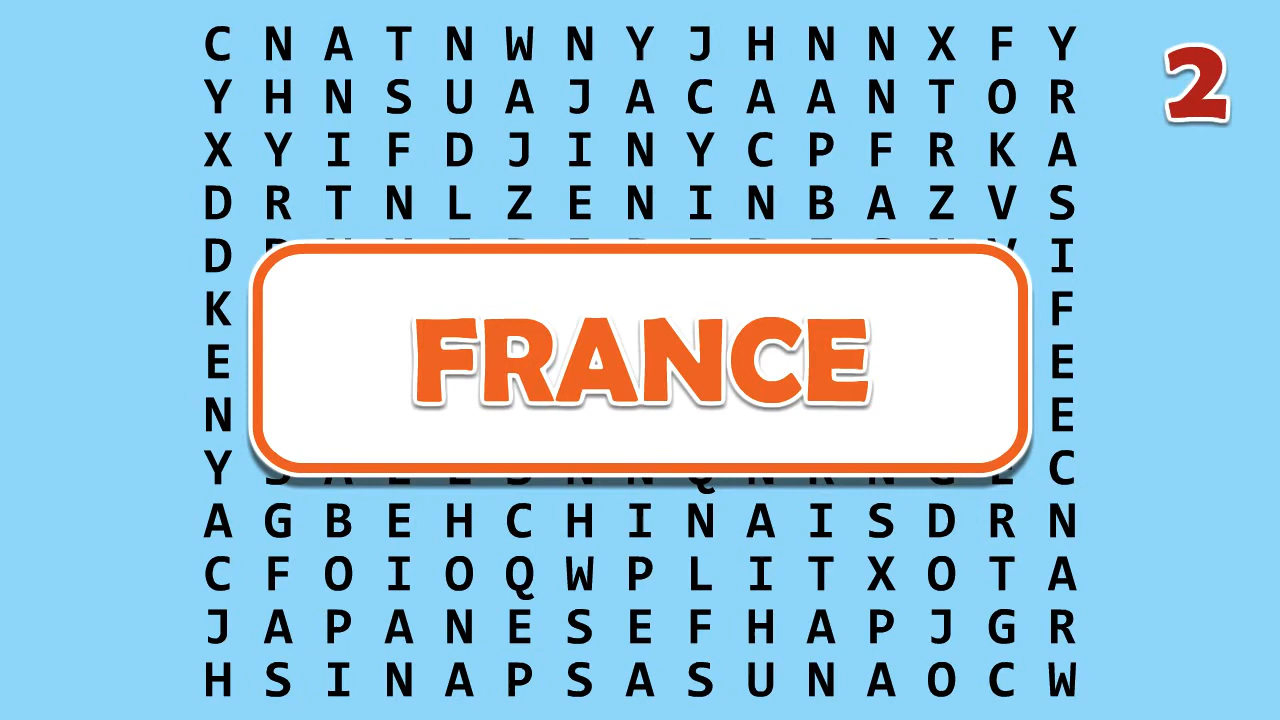 C N A T N W N Y J H N N X F Y
2
Y H N S U A J A C A A N T O R
X Y I F D J I N Y C P F R K A
D R T N L Z E N I N B A Z V S
D I
K F
FRANCE
E E
N E
Y C
A G B E H C H I N A I S D R N
C F O I O Q W P L I T X O T A
J A P A N E S E F H A P J G R
H S I N A P S A S U N A O C W